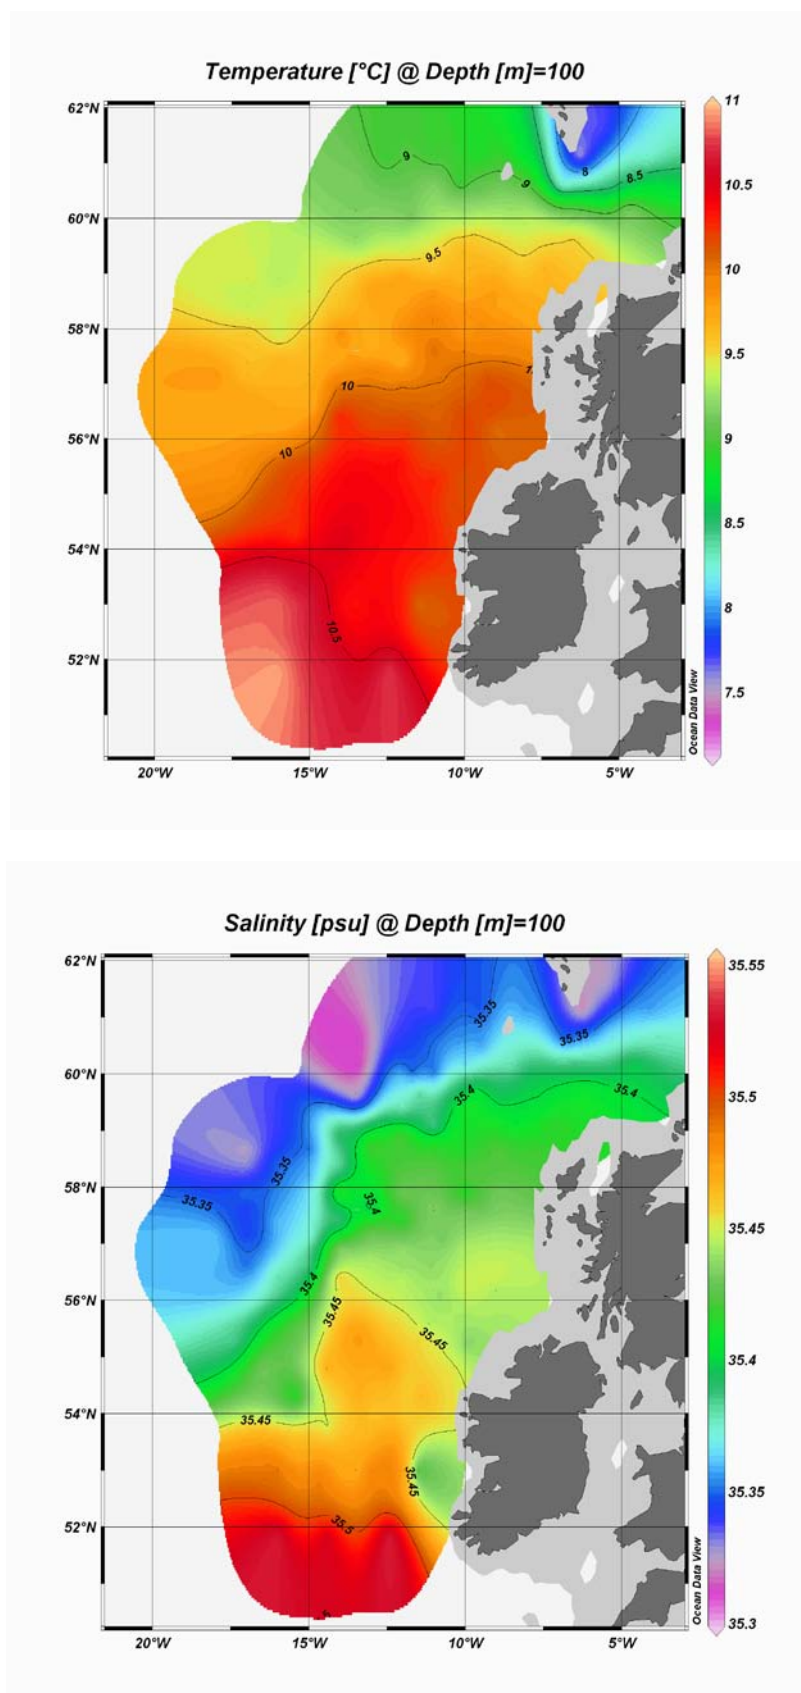 Temperature [°C] @ Depth [m]=100
62°N
60°N
58°N
56°N
54°N
52°N
20°W
15°W
10°W
5°W
9
9
8
8.5
9.5
10
10
10.5
11
10.5
10
9.5
9
8.5
8
7.5
Ocean Data View
Salinity [psu] @ Depth [m]=100
62°N
60°N
58°N
56°N
54°N
52°N
20°W
15°W
10°W
5°W
35.35
35.35
35.4
35.4
35.35
35.35
35.4
35.4
35.45
35.45
35.45
35.45
35.5
35.55
35.5
35.45
35.4
35.35
35.3
Ocean Data View